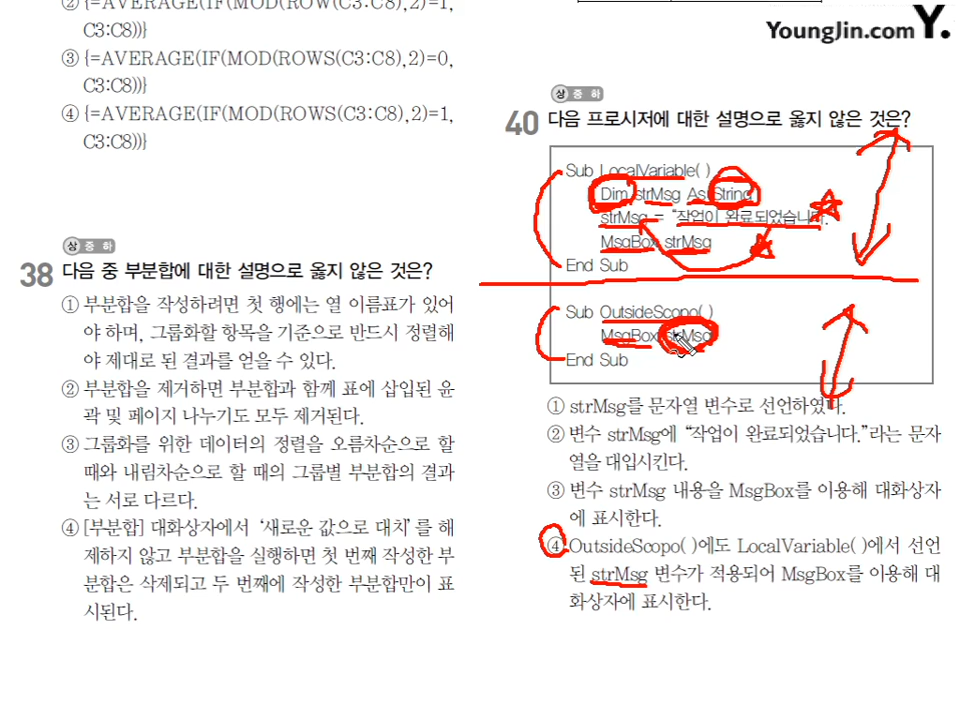 ② {=AVERAGE(IF(MOD(ROW(C3:C8),2)=1,
C3:C8))}
③ {=AVERAGE(IF(MOD(ROWS(C3:C8),2)=0,
C3:C8))}
④ {=AVERAGE(IF(MOD(ROWS(C3:C8),2)=1,
C3:C8))}
상 중 하
38 다음 중 부분합에 대한 설명으로 옳지 않은 것은?
① 부분합을 작성하려면 첫 행에는 열 이름표가 있어
야 하며, 그룹화할 항목을 기준으로 반드시 정렬해
야 제대로 된 결과를 얻을 수 있다.
② 부분합을 제거하면 부분합과 함께 표에 삽입된 윤
곽 및 페이지 나누기도 모두 제거된다.
③ 그룹화를 위한 데이터의 정렬을 오름차순으로 할
때와 내림차순으로 할 때의 그룹별 부분합의 결과
는 서로 다르다.
④ [부분합] 대화상자에서 ‘새로운 값으로 대치’를 해
제하지 않고 부분합을 실행하면 첫 번째 작성한 부
분합은 삭제되고 두 번째에 작성한 부분합만이 표
시된다.
YoungJin.com Y.
상 중 하
40 다음 프로시저에 대한 설명으로 옳지 않은 것은?
Sub LocalVariable( )
Dim strMsg As String
strMsg = “작업이 완료되었습니다.”
MsgBox strMsg
End Sub
Sub OutsideScopo( )
MsgBox strMsg
End Sub
① strMsg를 문자열 변수로 선언하였다.
② 변수 strMsg에 “작업이 완료되었습니다.”라는 문자
열을 대입시킨다.
③ 변수 strMsg 내용을 MsgBox를 이용해 대화상자
에 표시한다.
④ OutsideScopo( )에도 LocalVariable( )에서 선언
된 strMsg 변수가 적용되어 MsgBox를 이용해 대
화상자에 표시한다.